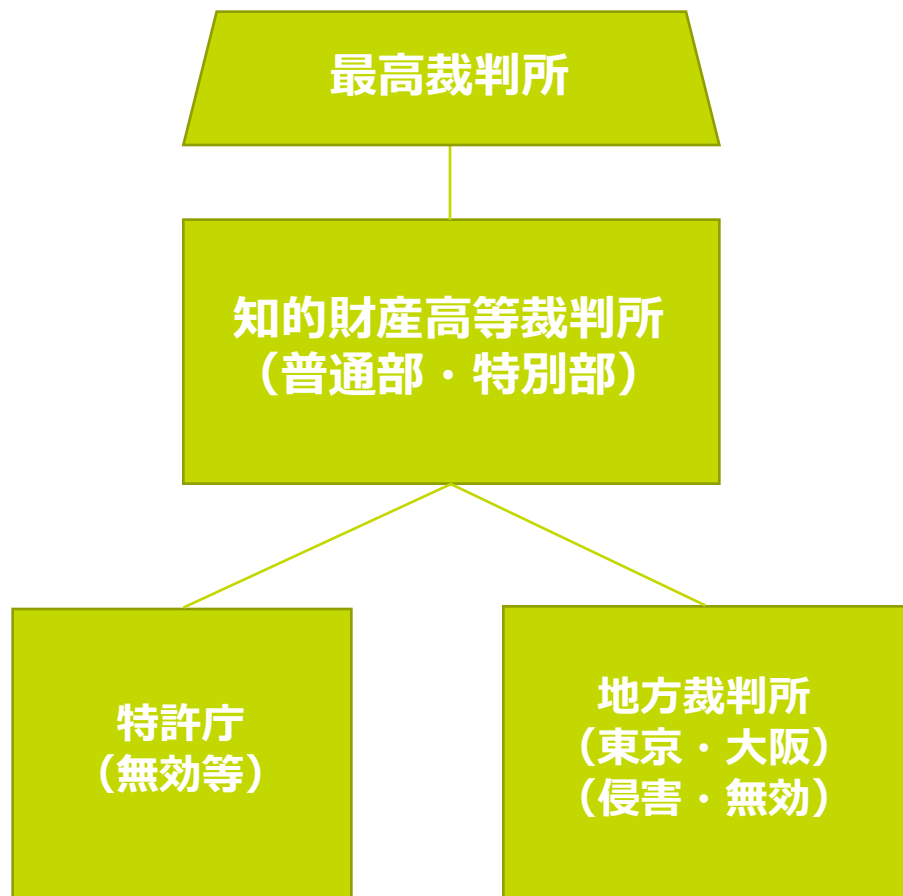 最高裁判所
知的財産高等裁判所
（普通部・特別部）
特許庁
（無効等）
地方裁判所
（東京・大阪）
（侵害・無効）